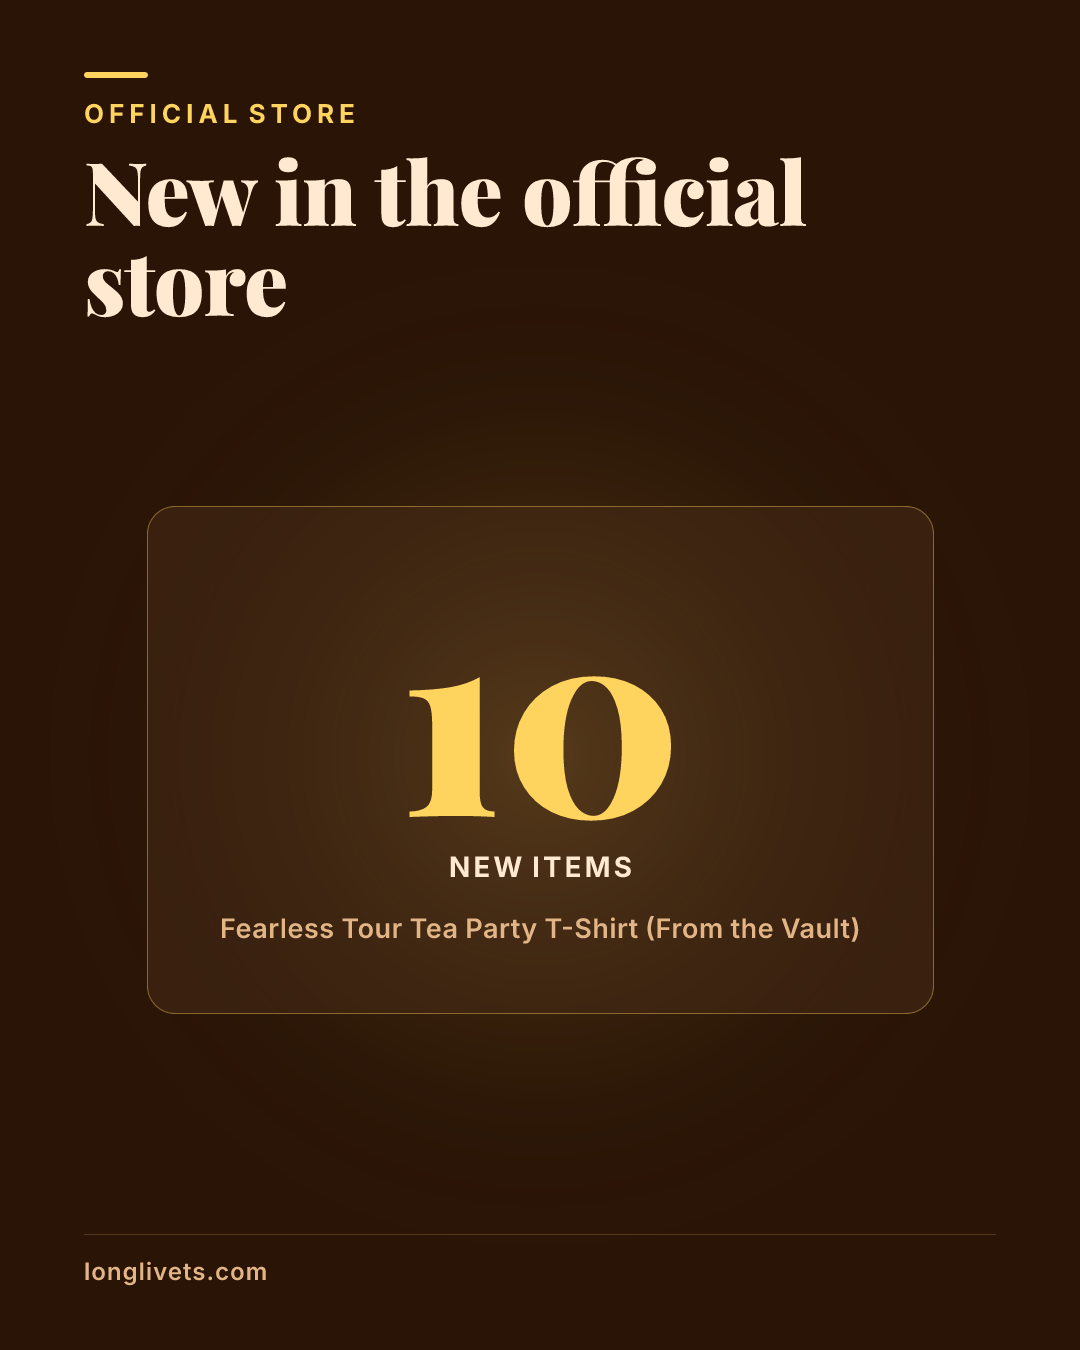 OFFICIAL STORE
New in the official
store
10
NEW ITEMS
Fearless Tour Tea Party T-Shirt (From the Vault)
longlivets.com